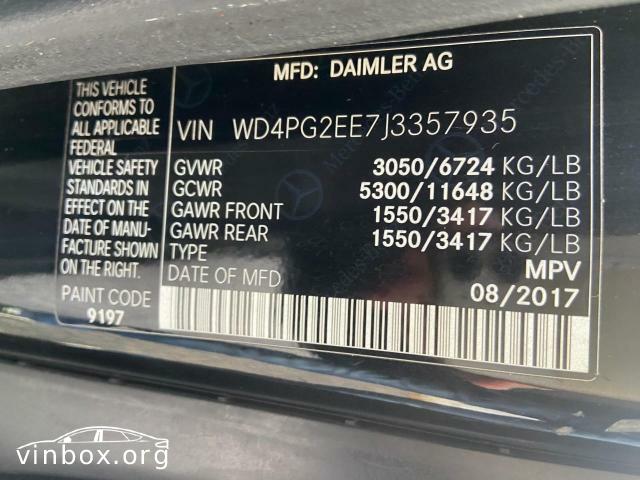 MFD: DAIMLER AG
THIS VEHICLE
CONFORMS TO
ALL APPLICABLE
FEDERAL
VEHICLE SAFETY
STANDARDS IN
EFFECT ON THE
DATE OF MANU-
FACTURE SHOWN
ON THE RIGHT.
PAINT CODE
9197
VIN WD4PG2EE7J3357935
GVWR 3050/6724 KG/LB
GCWR 5300/11648 KG/LB
GAWR FRONT 1550/3417 KG/LB
GAWR REAR 1550/3417 KG/LB
TYPE MPV
DATE OF MFD 08/2017
Mercedes-Benz
vinbox.org